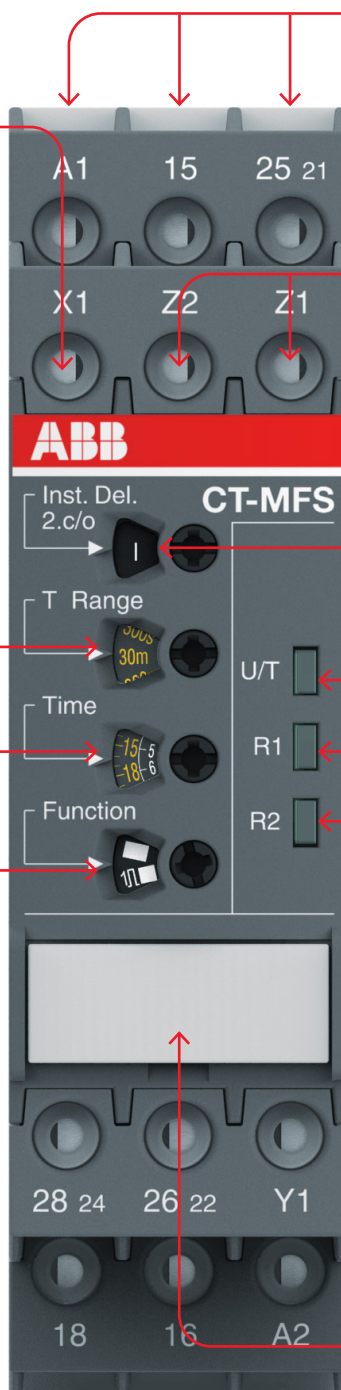 A1 15 25 21
X1 Z2 Z1
ABB
CT-MFS
Inst. Del.
2.c/o
I
T Range
300s
30m
Time
15 5
18 6
Function
U/T
R1
R2
28 24 26 22 Y1
18 16 A2